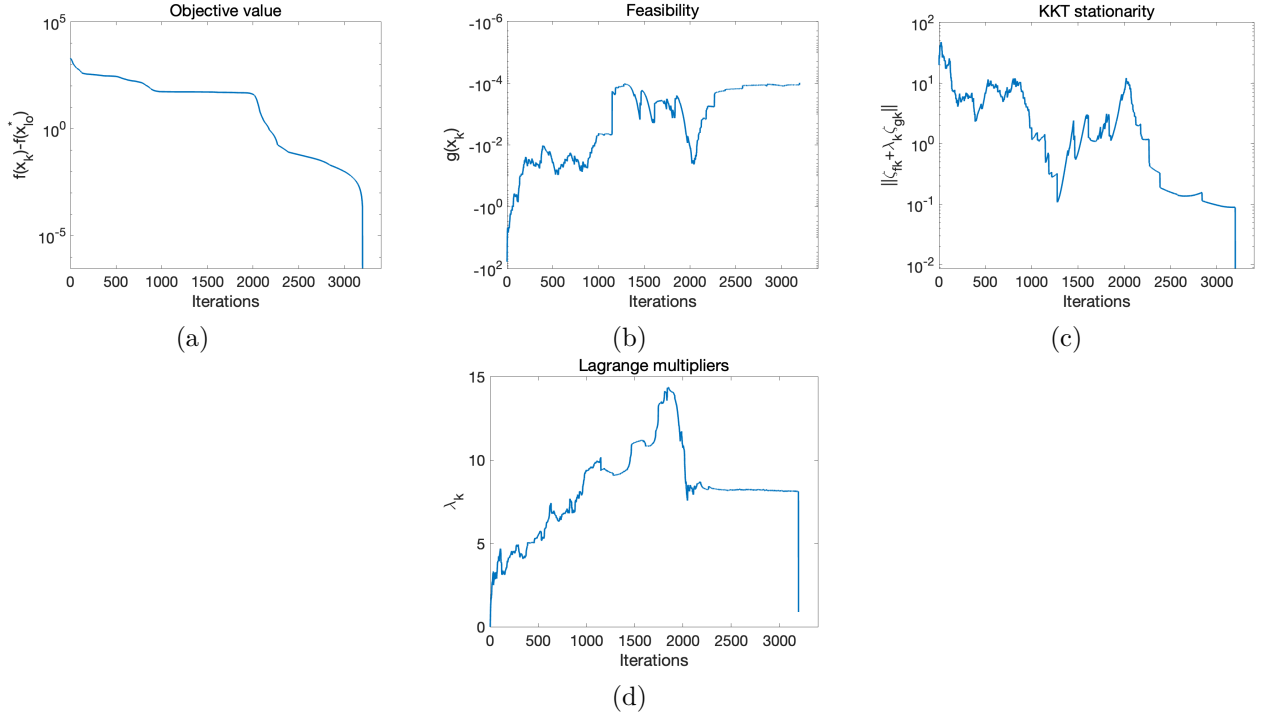 Objective value
10^5
10^0
10^-5
f(x_k)-f(x^*_lo)
0 500 1000 1500 2000 2500 3000
Iterations
(a)
Feasibility
-10^-6
-10^-4
-10^-2
-10^0
-10^2
g(x_k)
0 500 1000 1500 2000 2500 3000
Iterations
(b)
KKT stationarity
10^2
10^1
10^0
10^-1
10^-2
||ζ_fk+λ_kζ_gk||
0 500 1000 1500 2000 2500 3000
Iterations
(c)
Lagrange multipliers
15
10
5
0
λ_k
0 500 1000 1500 2000 2500 3000
Iterations
(d)